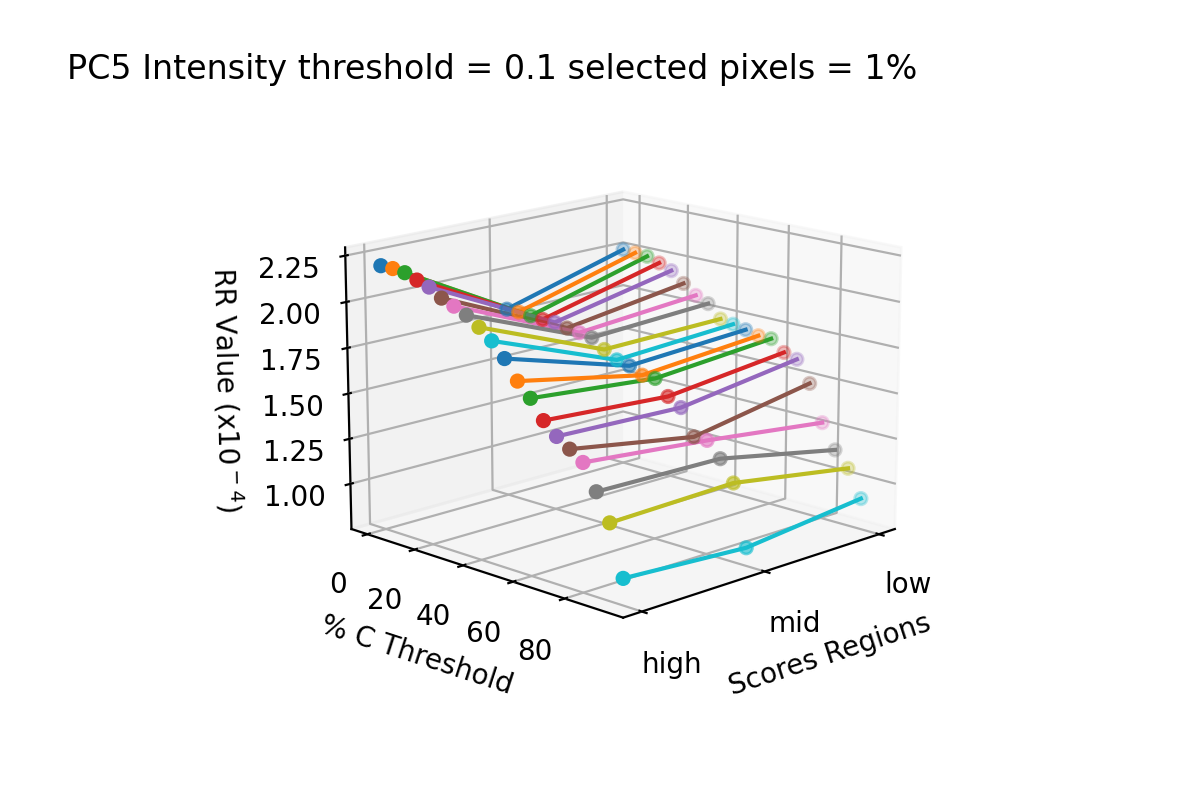 PC5 Intensity threshold = 0.1 selected pixels = 1%
RR Value (x10⁻⁴)
2.25
2.00
1.75
1.50
1.25
1.00
0
20
40
60
80
% C Threshold
high
mid
low
Scores Regions